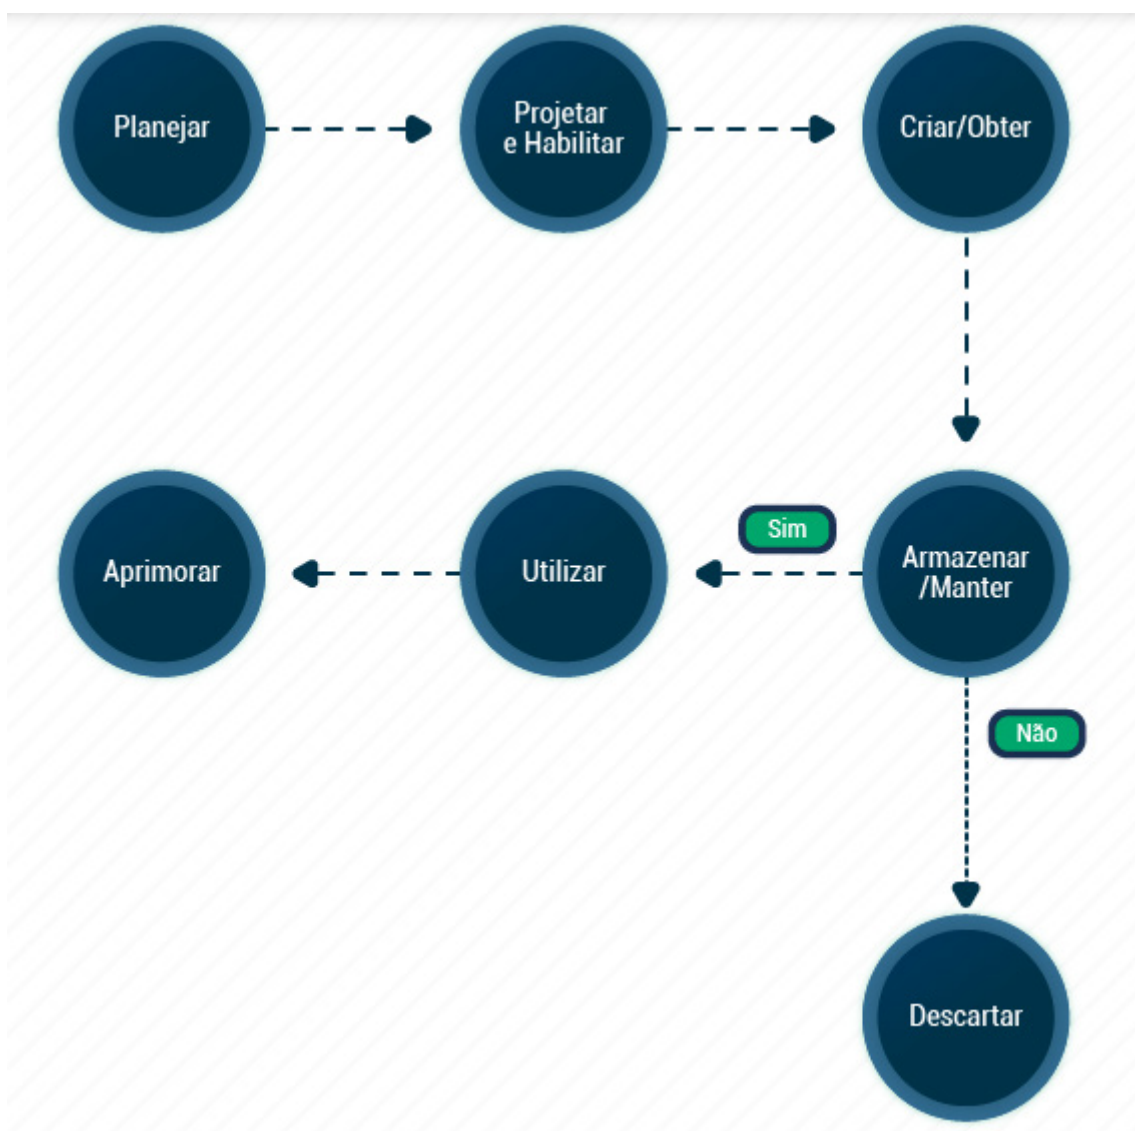 Planejar
Projetar
e Habilitar
Criar/Obter
Armazenar
/Manter
Sim
Utilizar
Aprimorar
Não
Descartar